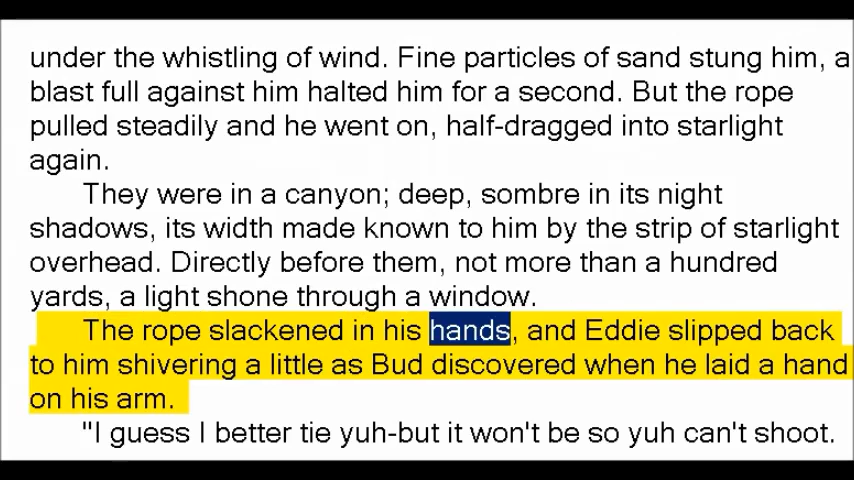 under the whistling of wind. Fine particles of sand stung him, a
blast full against him halted him for a second. But the rope
pulled steadily and he went on, half-dragged into starlight
again.
They were in a canyon; deep, sombre in its night
shadows, its width made known to him by the strip of starlight
overhead. Directly before them, not more than a hundred
yards, a light shone through a window.
The rope slackened in his hands, and Eddie slipped back
to him shivering a little as Bud discovered when he laid a hand
on his arm.
"I guess I better tie yuh-but it won't be so yuh can't shoot.